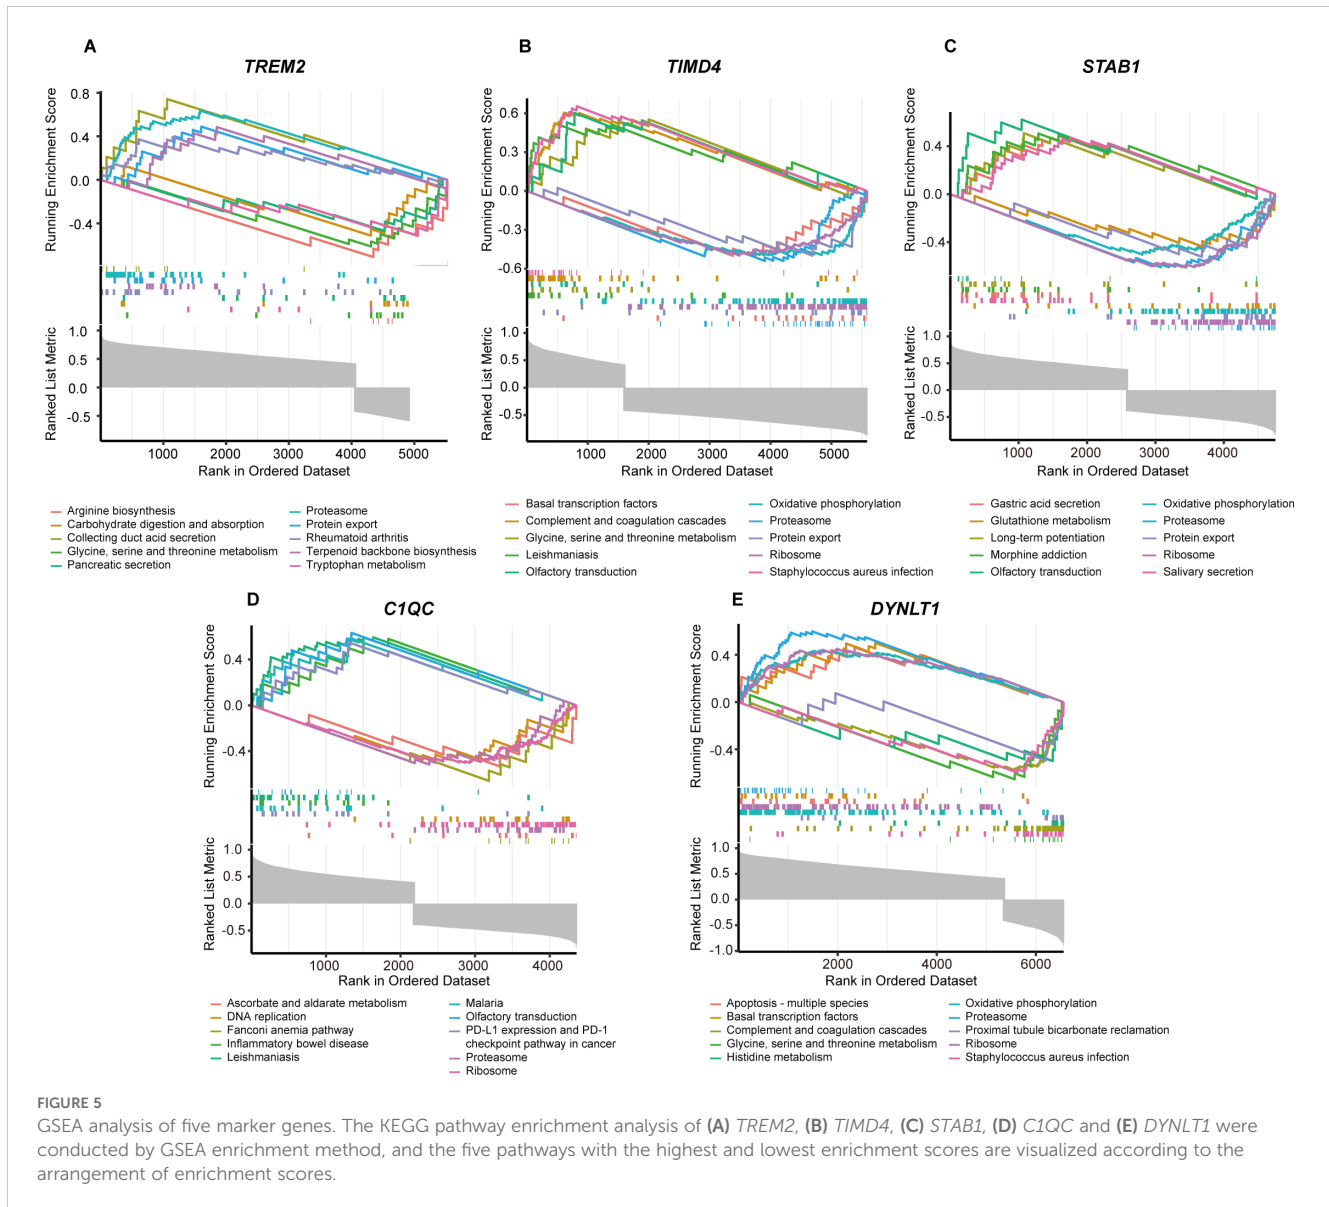 A
TREM2
Running Enrichment Score
0.8
0.4
0.0
-0.4
Ranked List Metric
1.0
0.5
0.0
-0.5
1000 2000 3000 4000 5000
Rank in Ordered Dataset
Arginine biosynthesis
Carbohydrate digestion and absorption
Collecting duct acid secretion
Glycine, serine and threonine metabolism
Pancreatic secretion
Proteasome
Protein export
Rheumatoid arthritis
Terpenoid backbone biosynthesis
Tryptophan metabolism
B
TIMD4
Running Enrichment Score
0.6
0.3
0.0
-0.3
-0.6
Ranked List Metric
1.0
0.5
0.0
-0.5
1000 2000 3000 4000 5000
Rank in Ordered Dataset
Basal transcription factors
Complement and coagulation cascades
Glycine, serine and threonine metabolism
Leishmaniasis
Olfactory transduction
Oxidative phosphorylation
Proteasome
Protein export
Ribosome
Staphylococcus aureus infection
C
STAB1
Running Enrichment Score
0.4
0.0
-0.4
Ranked List Metric
1.0
0.5
0.0
-0.5
1000 2000 3000 4000
Rank in Ordered Dataset
Gastric acid secretion
Glutathione metabolism
Long-term potentiation
Morphine addiction
Olfactory transduction
Oxidative phosphorylation
Proteasome
Protein export
Ribosome
Salivary secretion
D
C1QC
Running Enrichment Score
0.4
0.0
-0.4
Ranked List Metric
1.0
0.5
0.0
-0.5
1000 2000 3000 4000
Rank in Ordered Dataset
Ascorbate and aldarate metabolism
DNA replication
Fanconi anemia pathway
Inflammatory bowel disease
Leishmaniasis
Malaria
Olfactory transduction
PD-L1 expression and PD-1
checkpoint pathway in cancer
Proteasome
Ribosome
E
DYNLT1
Running Enrichment Score
0.4
0.0
-0.4
Ranked List Metric
1.0
0.5
0.0
-0.5
-1.0
2000 4000 6000
Rank in Ordered Dataset
Apoptosis - multiple species
Basal transcription factors
Complement and coagulation cascades
Glycine, serine and threonine metabolism
Histidine metabolism
Oxidative phosphorylation
Proteasome
Proximal tubule bicarbonate reclamation
Ribosome
Staphylococcus aureus infection
FIGURE 5
GSEA analysis of five marker genes. The KEGG pathway enrichment analysis of (A) TREM2, (B) TIMD4, (C) STAB1, (D) C1QC and (E) DYNLT1 were
conducted by GSEA enrichment method, and the five pathways with the highest and lowest enrichment scores are visualized according to the
arrangement of enrichment scores.